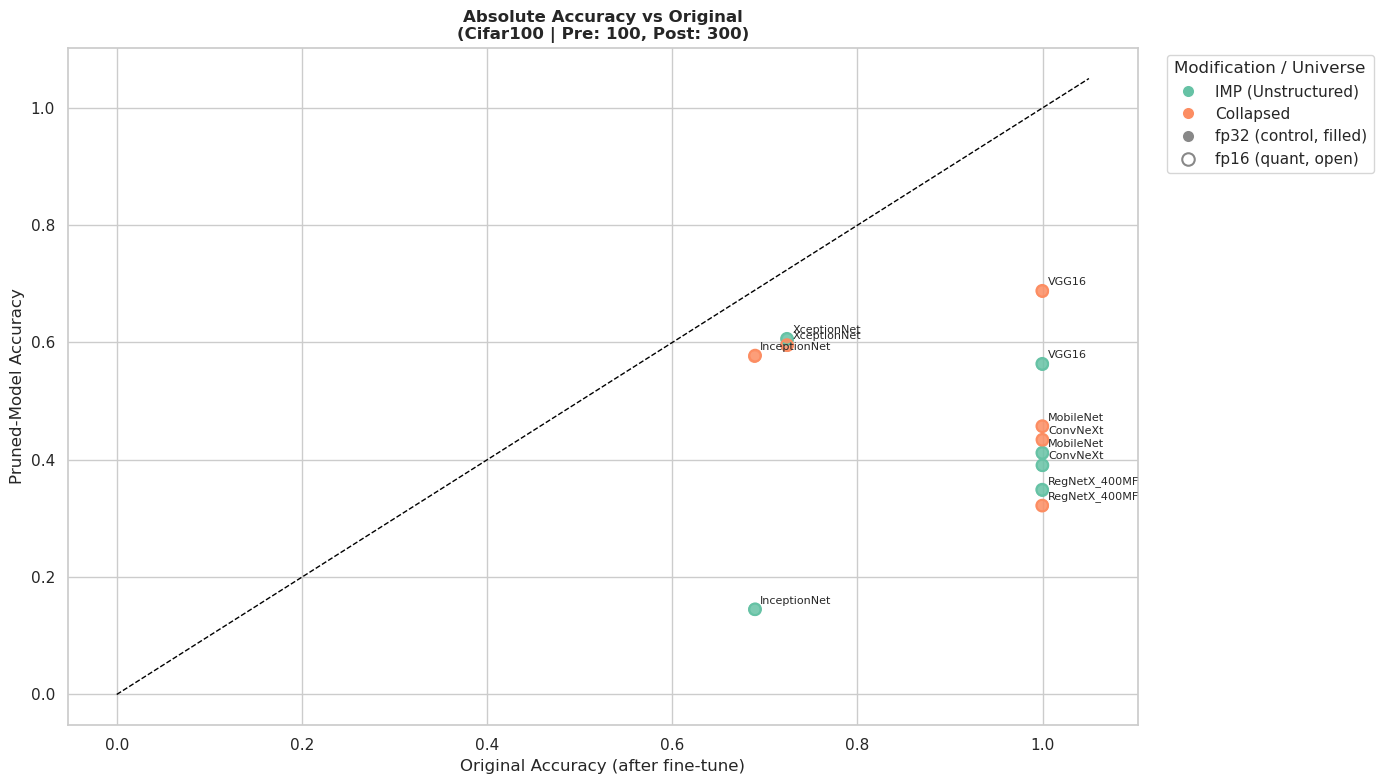 Absolute Accuracy vs Original
(Cifar100 | Pre: 100, Post: 300)
Modification / Universe
IMP (Unstructured)
Collapsed
fp32 (control, filled)
fp16 (quant, open)
Pruned-Model Accuracy
1.0
0.8
0.6
0.4
0.2
0.0
VGG16
XceptionNet
XceptionNet
InceptionNet
VGG16
MobileNet
ConvNeXt
MobileNet
ConvNeXt
RegNetX_400MF
RegNetX_400MF
InceptionNet
0.0
0.2
0.4
0.6
0.8
1.0
Original Accuracy (after fine-tune)